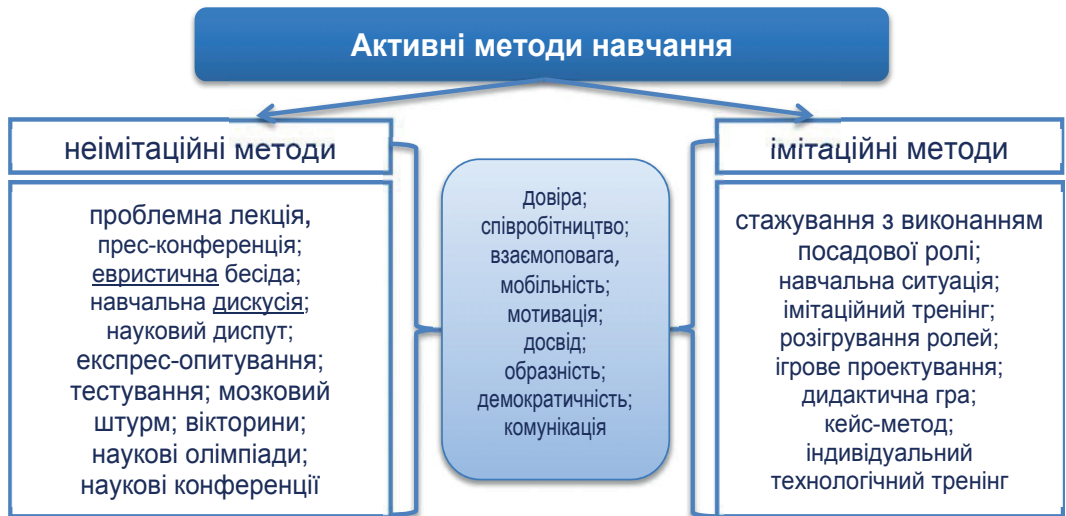 Активні методи навчання
неімітаційні методи
проблемна лекція,
прес-конференція;
евристична бесіда;
навчальна дискусія;
науковий диспут;
експрес-опитування;
тестування; мозковий
штурм; вікторини;
наукові олімпіади;
наукові конференції
довіра;
співробітництво;
взаємоповага,
мобільність;
мотивація;
досвід;
образність;
демократичність;
комунікація
імітаційні методи
стажування з виконанням
посадової ролі;
навчальна ситуація;
імітаційний тренінг;
розігрування ролей;
ігрове проектування;
дидактична гра;
кейс-метод;
індивідуальний
технологічний тренінг